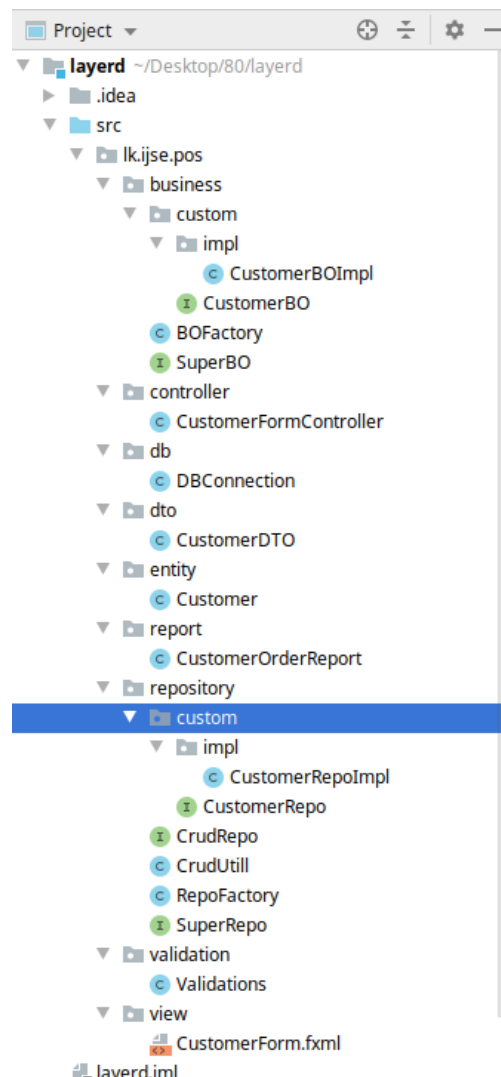 Project
layerd ~/Desktop/80/layerd
.idea
src
lk.ijse.pos
business
custom
impl
C CustomerBOImpl
I CustomerBO
C BOFactory
I SuperBO
controller
C CustomerFormController
db
C DBConnection
dto
C CustomerDTO
entity
C Customer
report
C CustomerOrderReport
repository
custom
impl
C CustomerRepoImpl
I CustomerRepo
I CrudRepo
C CrudUtill
C RepoFactory
I SuperRepo
validation
C Validations
view
CustomerForm.fxml
layerd.iml